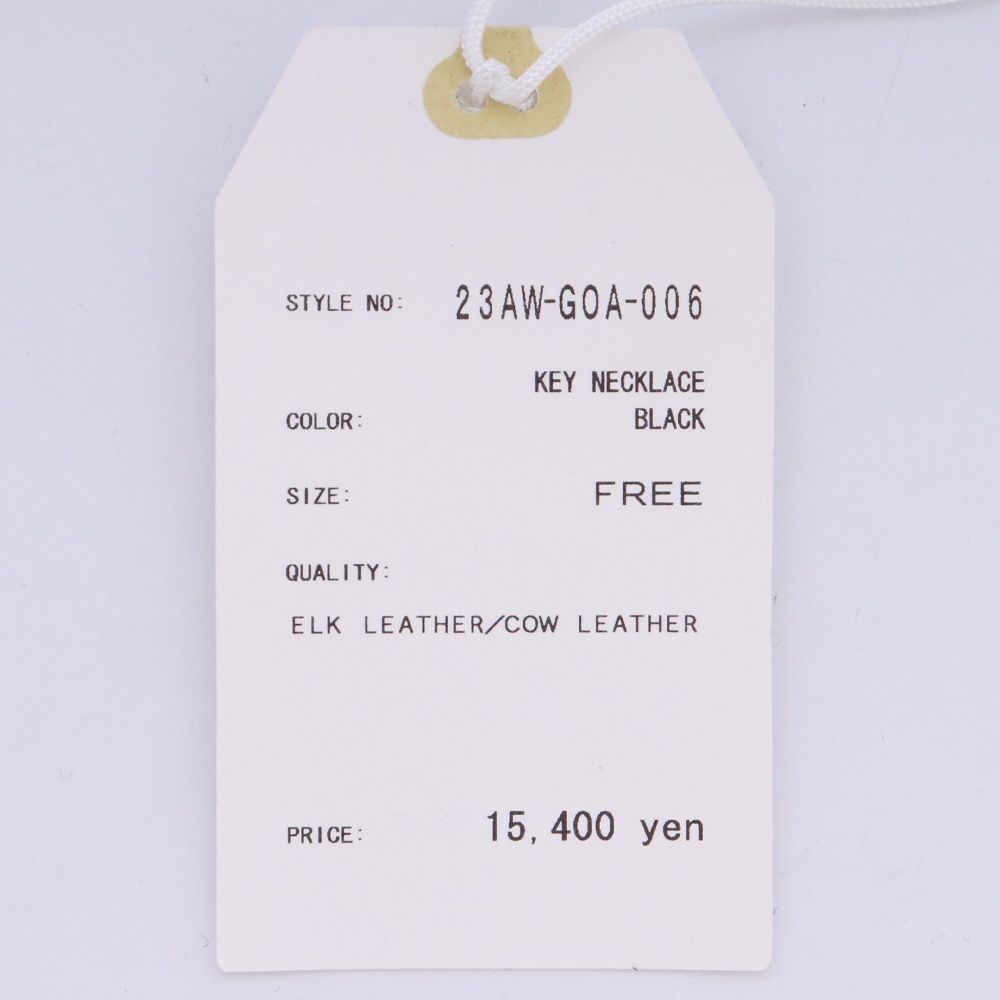 STYLE NO: 23AW-GOA-006
KEY NECKLACE
COLOR: BLACK
SIZE: FREE
QUALITY:
ELK LEATHER/COW LEATHER
PRICE: 15,400 yen